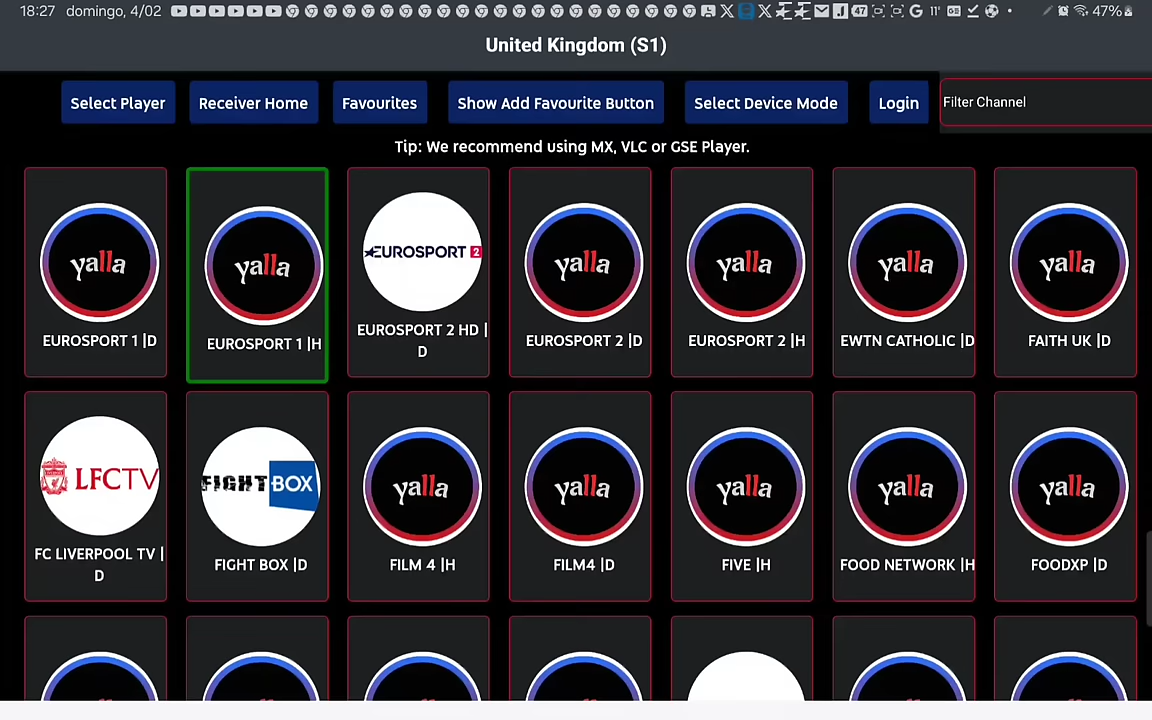 18:27 domingo, 4/02
47 11' GE 47%
United Kingdom (S1)
Select Player
Receiver Home
Favourites
Show Add Favourite Button
Select Device Mode
Login
Filter Channel
Tip: We recommend using MX, VLC or GSE Player.
yalla
yalla
EUROSPORT 2
yalla
yalla
yalla
yalla
EUROSPORT 1 |D
EUROSPORT 1 |H
EUROSPORT 2 HD |
D
EUROSPORT 2 |D
EUROSPORT 2 |H
EWTN CATHOLIC |D
FAITH UK |D
LFCTV
FIGHT BOX
yalla
yalla
yalla
yalla
yalla
FC LIVERPOOL TV |
D
FIGHT BOX |D
FILM 4 |H
FILM4 |D
FIVE |H
FOOD NETWORK |H
FOODXP |D